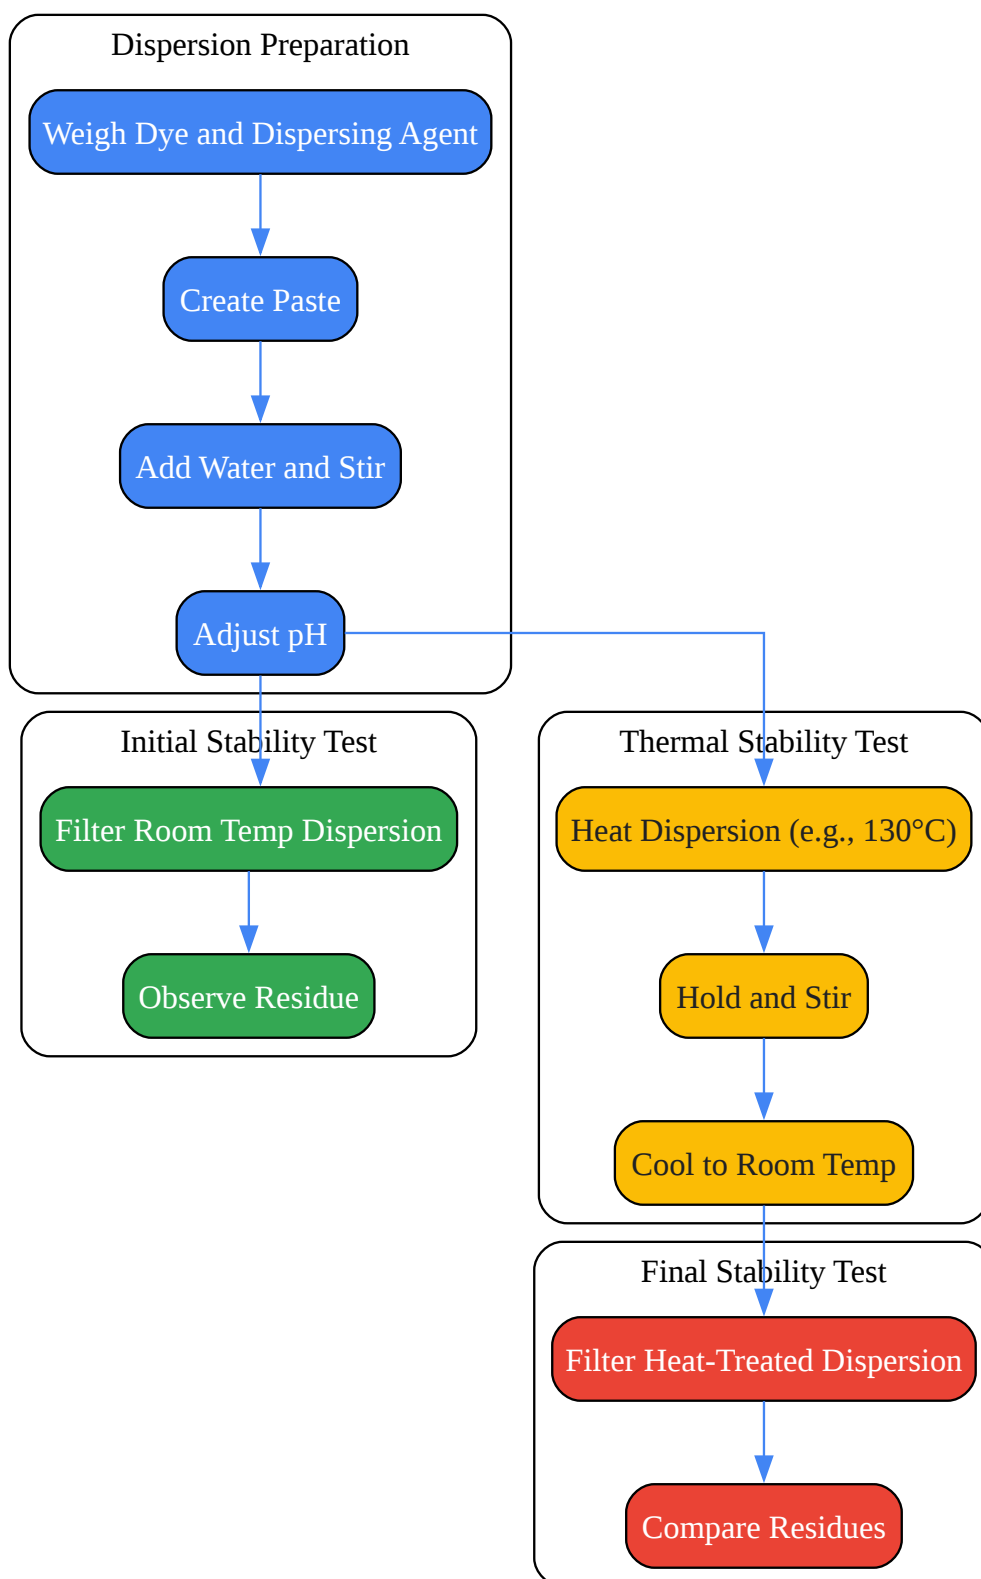 Dispersion Preparation
Weigh Dye and Dispersing Agent
Create Paste
Add Water and Stir
Adjust pH
Initial Stability Test
Filter Room Temp Dispersion
Observe Residue
Thermal Stability Test
Heat Dispersion (e.g., 130°C)
Hold and Stir
Cool to Room Temp
Final Stability Test
Filter Heat-Treated Dispersion
Compare Residues